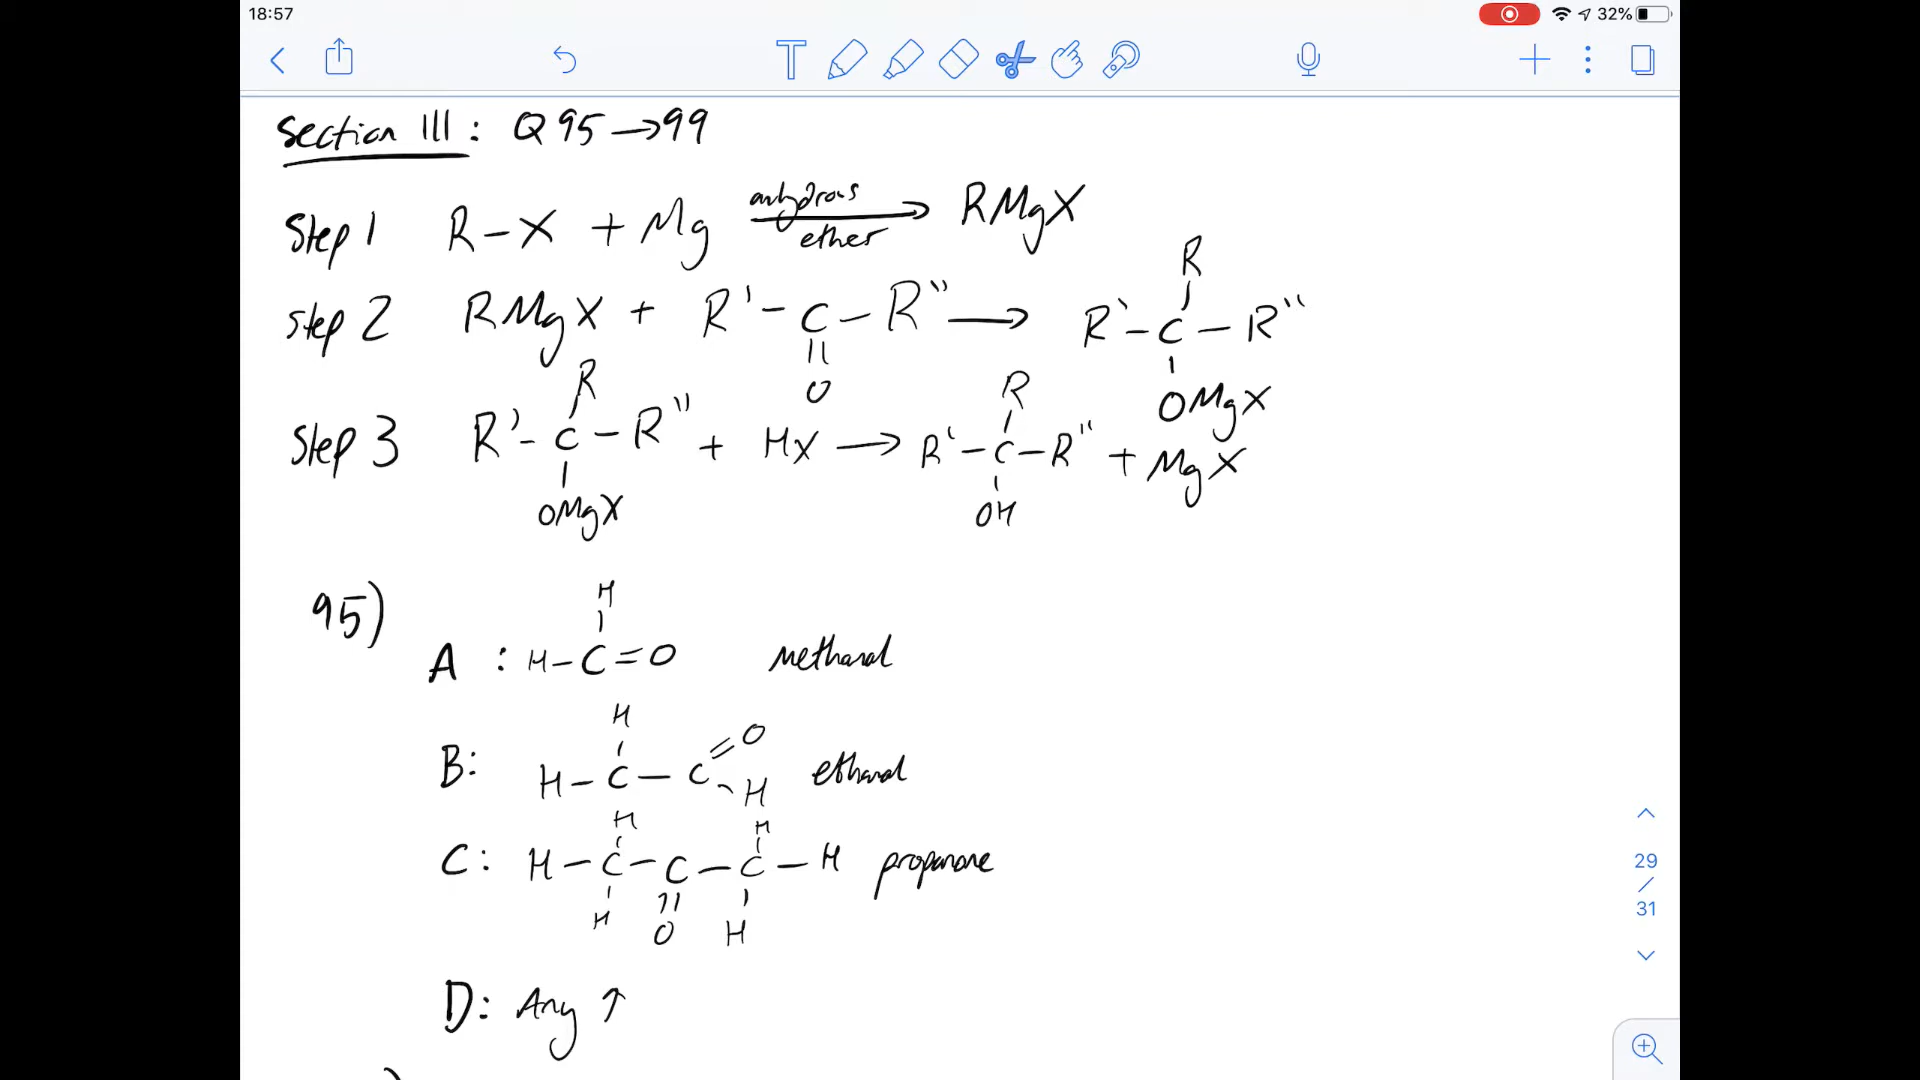 18:57
32%
Section III : Q 95 → 99
Step 1 R – X + Mg anhydrous ether → RMgX
Step 2 RMgX + R' – C – R" → R' – C – R"
|| O
R
OMgX
Step 3 R' – C – R" + HX → R' – C – R" + MgX
R
OMgX
R
OH
95)
H
A : H – C = O methanal
H
B: H – C – C = O H ethanal
H H
C: H – C – C – C – H propanone
H O H
D: Any ↑
29
/
31